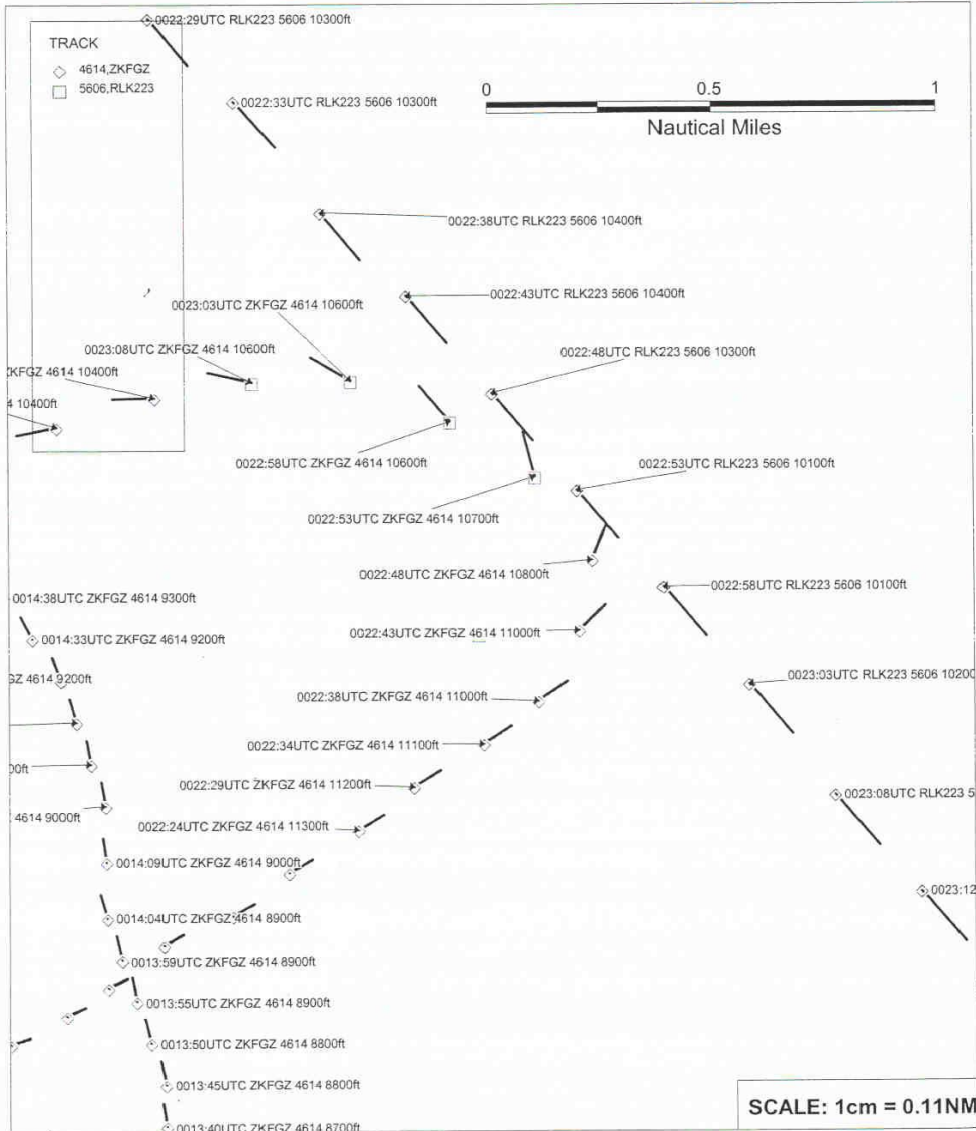 0022:29UTC RLK223 5606 10300ft
TRACK
4614,ZKFGZ
5606,RLK223
0 0.5 1
Nautical Miles
0022:33UTC RLK223 5606 10300ft
0022:38UTC RLK223 5606 10400ft
0022:43UTC RLK223 5606 10400ft
0023:03UTC ZKFGZ 4614 10600ft
0023:08UTC ZKFGZ 4614 10600ft
0022:48UTC RLK223 5606 10300ft
ZKFGZ 4614 10400ft
4 10400ft
0022:58UTC ZKFGZ 4614 10600ft
0022:53UTC RLK223 5606 10100ft
0022:53UTC ZKFGZ 4614 10700ft
0022:48UTC ZKFGZ 4614 10800ft
0022:58UTC RLK223 5606 10100ft
0014:38UTC ZKFGZ 4614 9300ft
0014:33UTC ZKFGZ 4614 9200ft
0022:43UTC ZKFGZ 4614 11000ft
GZ 4614 9200ft
0023:03UTC RLK223 5606 10200
0022:38UTC ZKFGZ 4614 11000ft
0022:34UTC ZKFGZ 4614 11100ft
00ft
0022:29UTC ZKFGZ 4614 11200ft
0023:08UTC RLK223 5
4614 9000ft
0022:24UTC ZKFGZ 4614 11300ft
0014:09UTC ZKFGZ 4614 9000ft
0023:12
0014:04UTC ZKFGZ 4614 8900ft
0013:59UTC ZKFGZ 4614 8900ft
0013:55UTC ZKFGZ 4614 8900ft
0013:50UTC ZKFGZ 4614 8800ft
0013:45UTC ZKFGZ 4614 8800ft
0013:40UTC ZKFGZ 4614 8700ft
SCALE: 1cm = 0.11NM